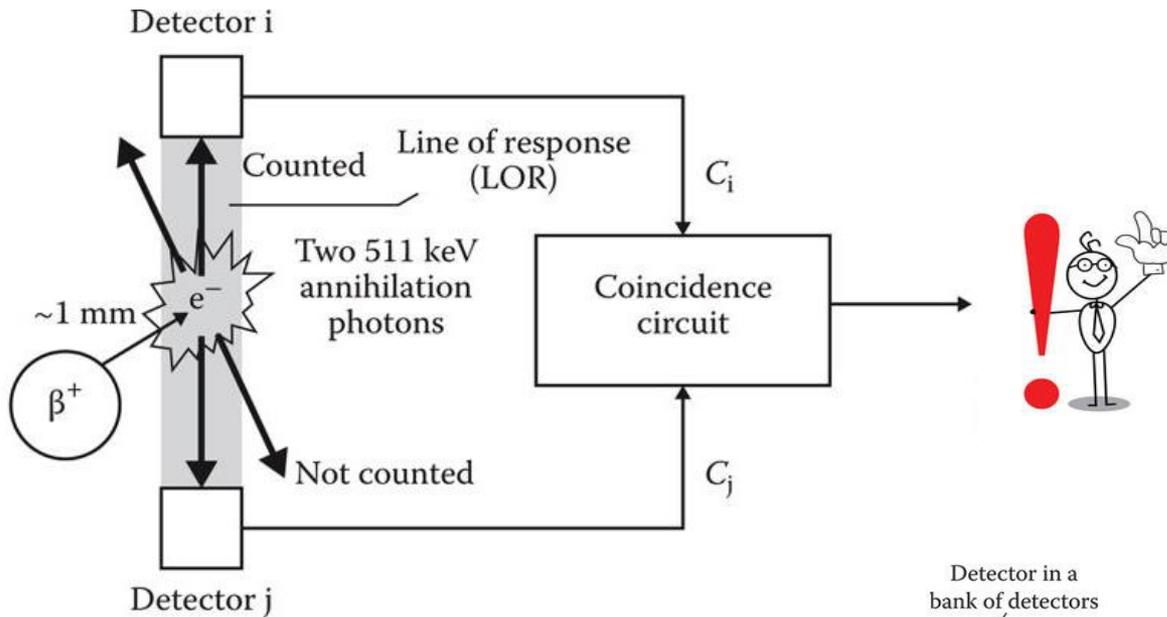 Detector i
Counted
Line of response
(LOR)
Cᵢ
Two 511 keV
annihilation
photons
e⁻
~1 mm
β⁺
Coincidence
circuit
Not counted
Cⱼ
Detector j
Detector in a
bank of detectors